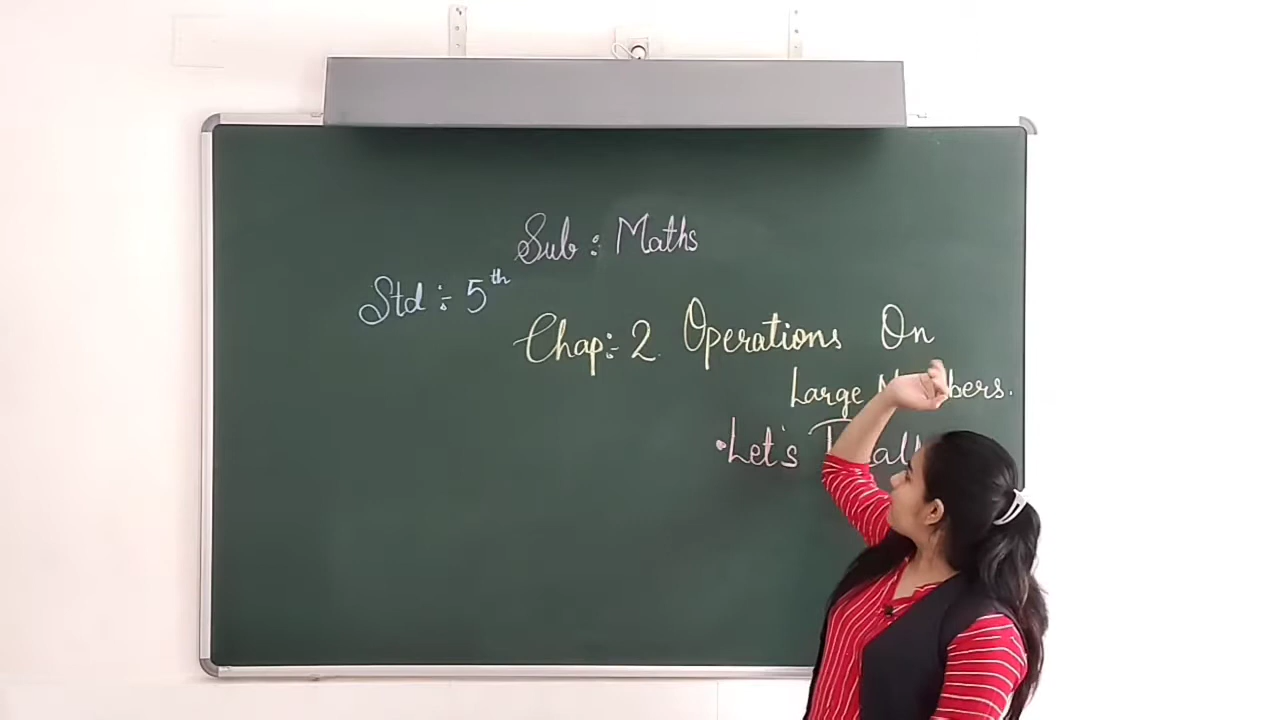 Sub : Maths
Std :- 5th
Chap:- 2. Operations On
Large
• Let's